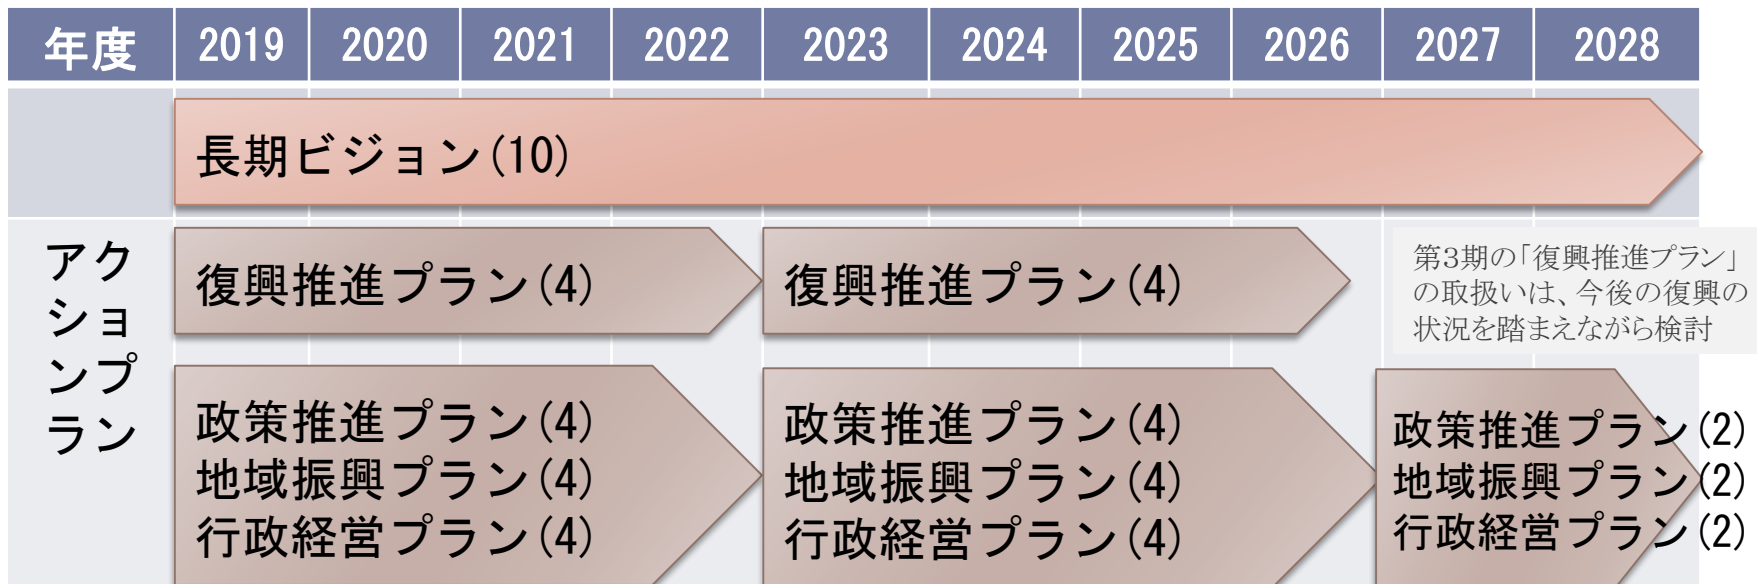 年度 2019 2020 2021 2022 2023 2024 2025 2026 2027 2028
長期ビジョン(10)
アク
ショ
ンプ
ラン
復興推進プラン(4)
復興推進プラン(4)
第3期の「復興推進プラン」
の取扱いは、今後の復興の
状況を踏まえながら検討
政策推進プラン(4)
地域振興プラン(4)
行政経営プラン(4)
政策推進プラン(4)
地域振興プラン(4)
行政経営プラン(4)
政策推進プラン(2)
地域振興プラン(2)
行政経営プラン(2)